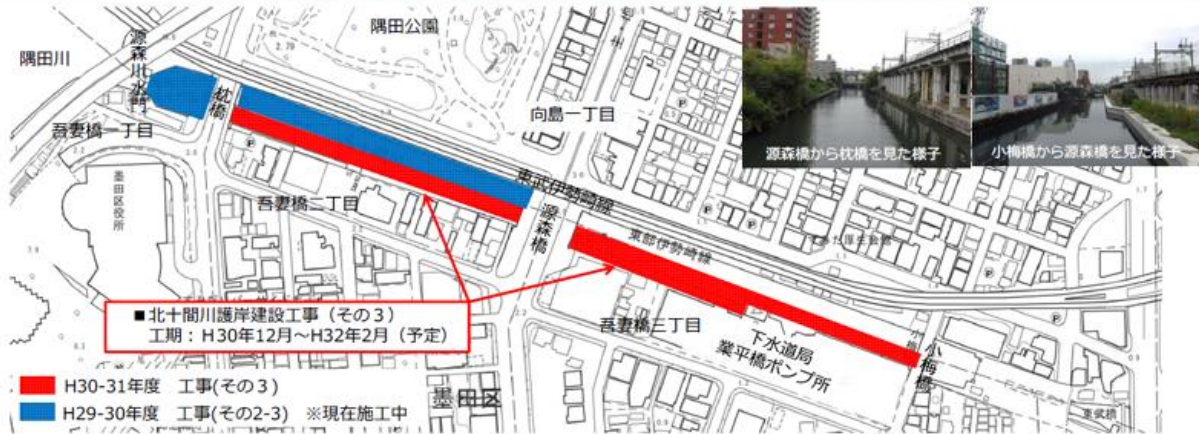 隅田川
源森川水門
枕橋
隅田公園
吾妻橋一丁目
墨田区役所
吾妻橋二丁目
向島一丁目
東武伊勢崎線
源森橋
東部伊勢崎線
吾妻橋三丁目
下水道局
業平橋ポンプ所
小梅橋
東武橋
墨田区
源森橋から枕橋を見た様子
小梅橋から源森橋を見た様子
■北十間川護岸建設工事（その３）
工期：H30年12月～H32年2月（予定）
H30-31年度　工事(その３)
H29-30年度　工事(その2-3)　※現在施工中